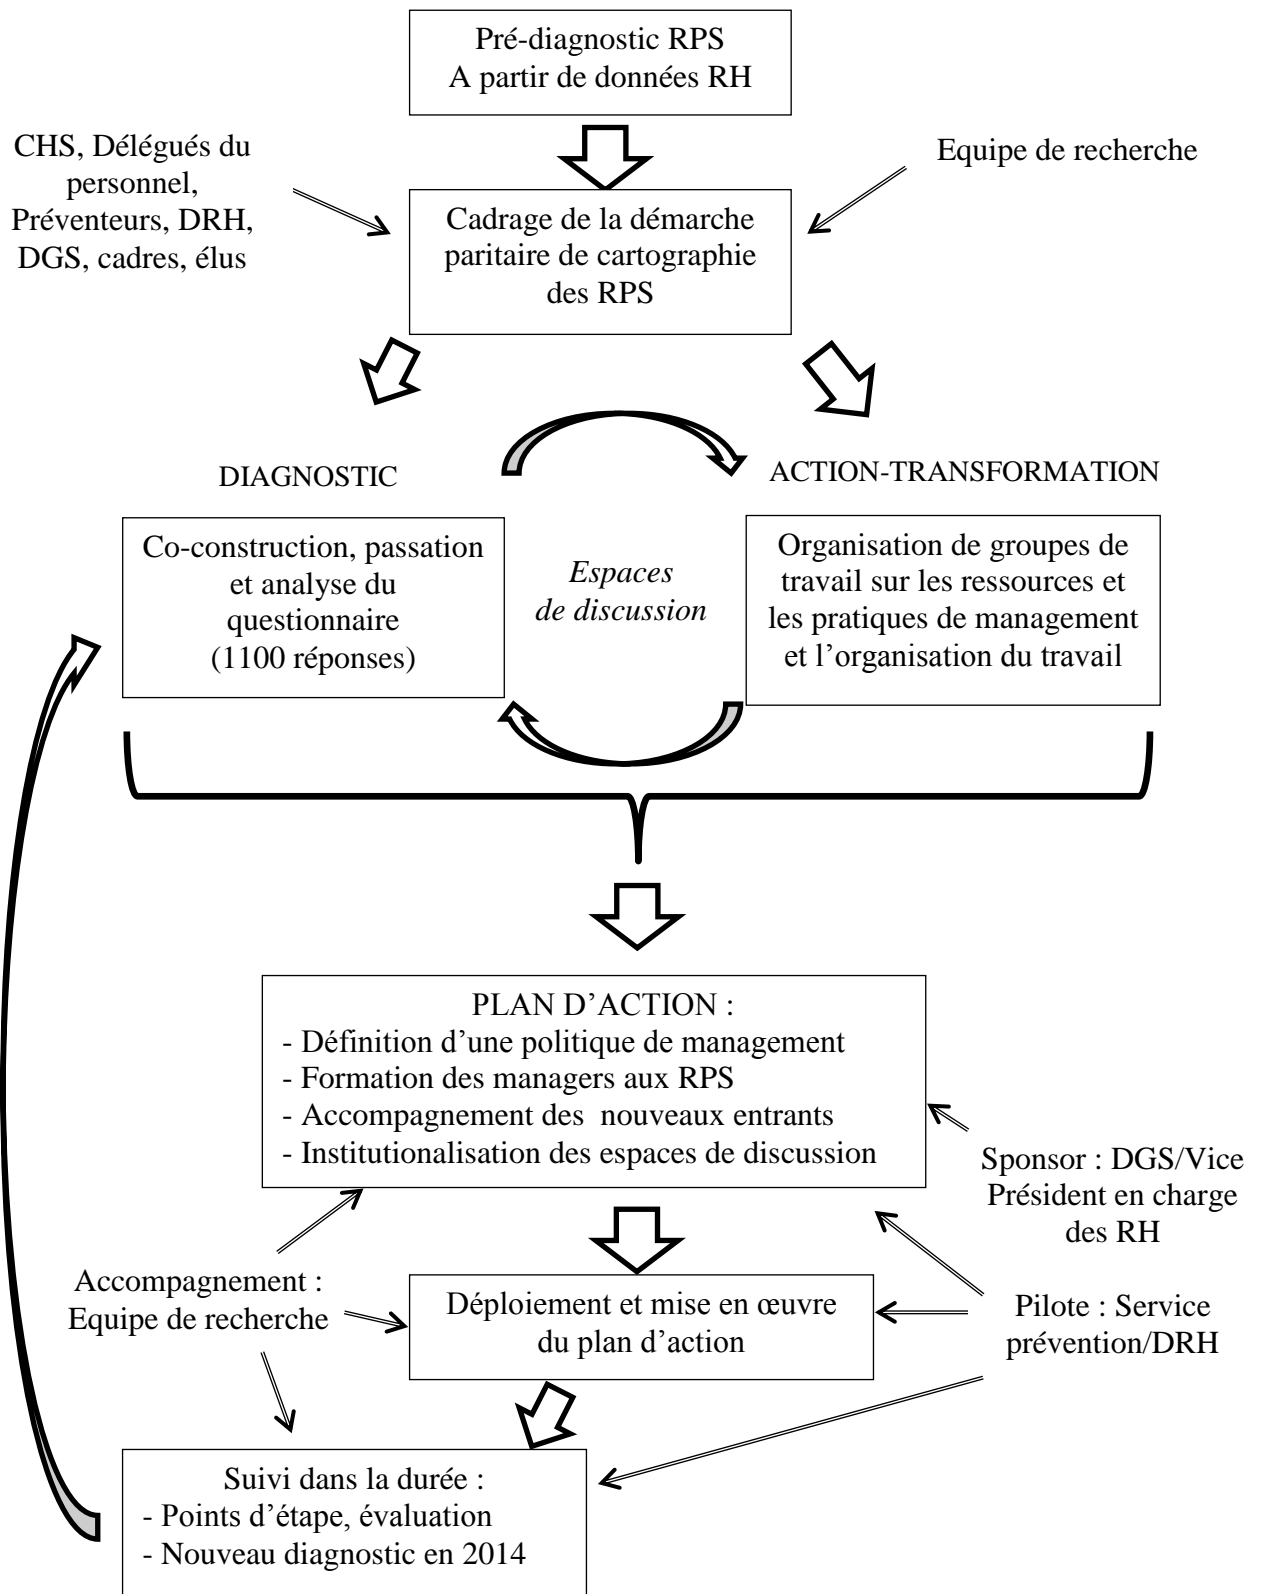 Pré-diagnostic RPS
A partir de données RH
CHS, Délégués du
personnel,
Préventeurs, DRH,
DGS, cadres, élus
Equipe de recherche
Cadrage de la démarche
paritaire de cartographie
des RPS
DIAGNOSTIC
ACTION-TRANSFORMATION
Co-construction, passation
et analyse du
questionnaire
(1100 réponses)
Espaces
de discussion
Organisation de groupes de
travail sur les ressources et
les pratiques de management
et l’organisation du travail
PLAN D’ACTION :
- Définition d’une politique de management
- Formation des managers aux RPS
- Accompagnement des  nouveaux entrants
- Institutionalisation des espaces de discussion
Sponsor : DGS/Vice
Président en charge
des RH
Accompagnement :
Equipe de recherche
Déploiement et mise en œuvre
du plan d’action
Pilote : Service
prévention/DRH
Suivi dans la durée :
- Points d’étape, évaluation
- Nouveau diagnostic en 2014